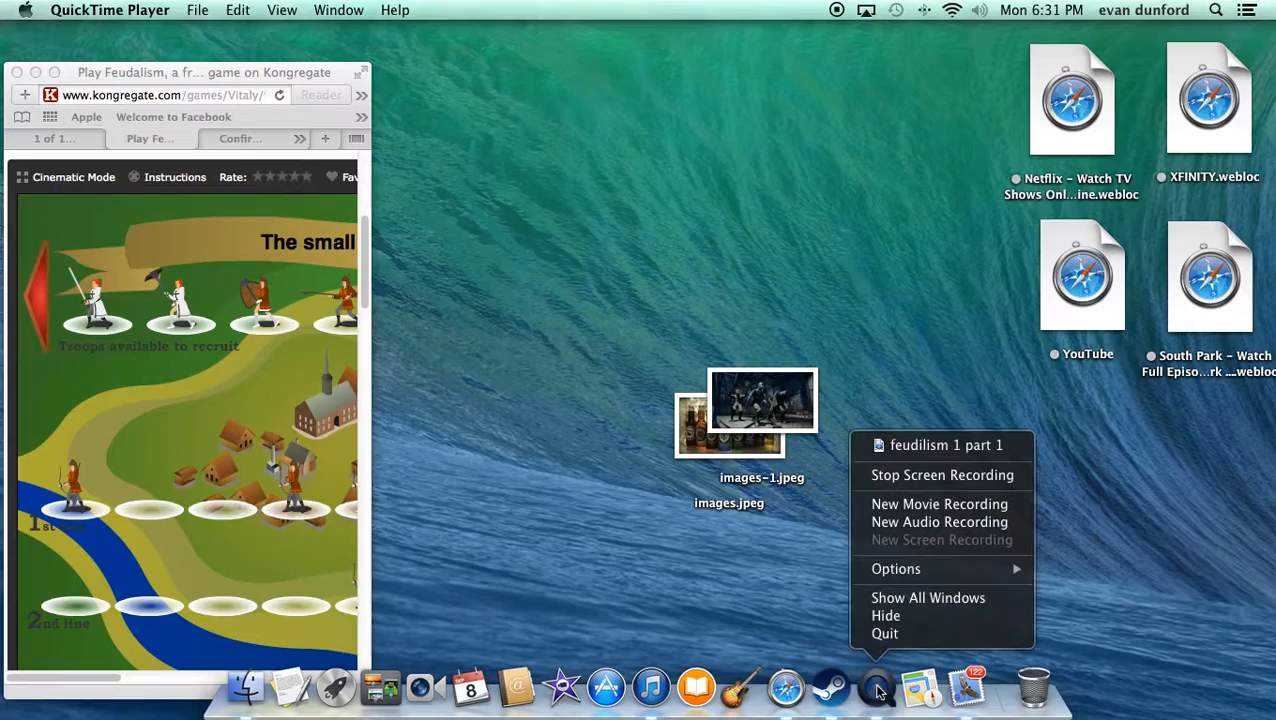 QuickTime Player File Edit View Window Help Mon 6:31 PM evan dunford
Play Feudalism, a fr... game on Kongregate
www.kongregate.com/games/Vitaly/ Reader
Apple Welcome to Facebook
1 of 1... Play Fe... Confir...
Cinematic Mode Instructions Rate: Fav
The small
Troops available to recruit
1st line
2nd line
Netflix - Watch TV
Shows Onl...ine.webloc
XFINITY.webloc
YouTube
South Park - Watch
Full Episo...rk ....webloc
images-1.jpeg
images.jpeg
feudilism 1 part 1
Stop Screen Recording
New Movie Recording
New Audio Recording
New Screen Recording
Options
Show All Windows
Hide
Quit
8
122